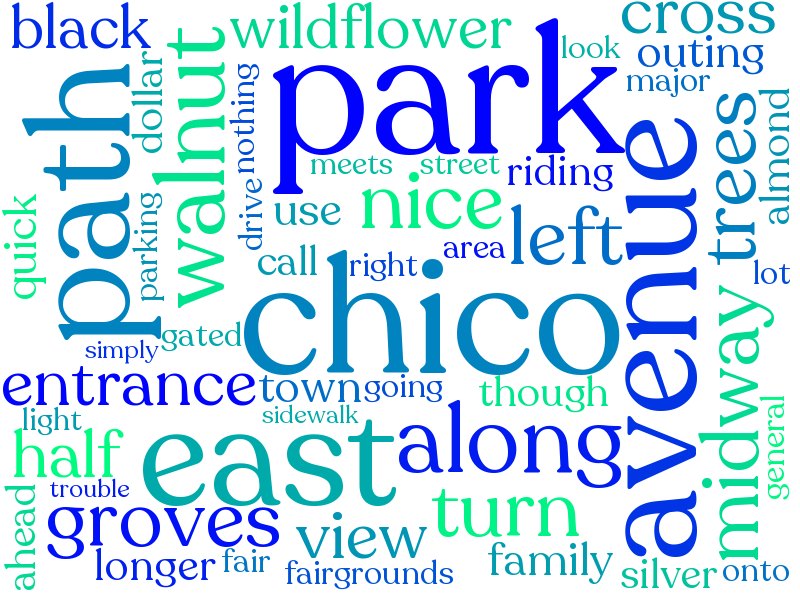 black
wildflower
cross
look
outing
major
path
dollar
walnut
nothing
park
avenue
trees
almond
meets
street
riding
quick
parking
drive
use
nice
left
call
right
area
lot
chico
simply
gated
midway
entrance
town
going
though
light
sidewalk
half
east
along
general
trouble
ahead
groves
view
turn
longer
fair
fairgrounds
family
silver
onto